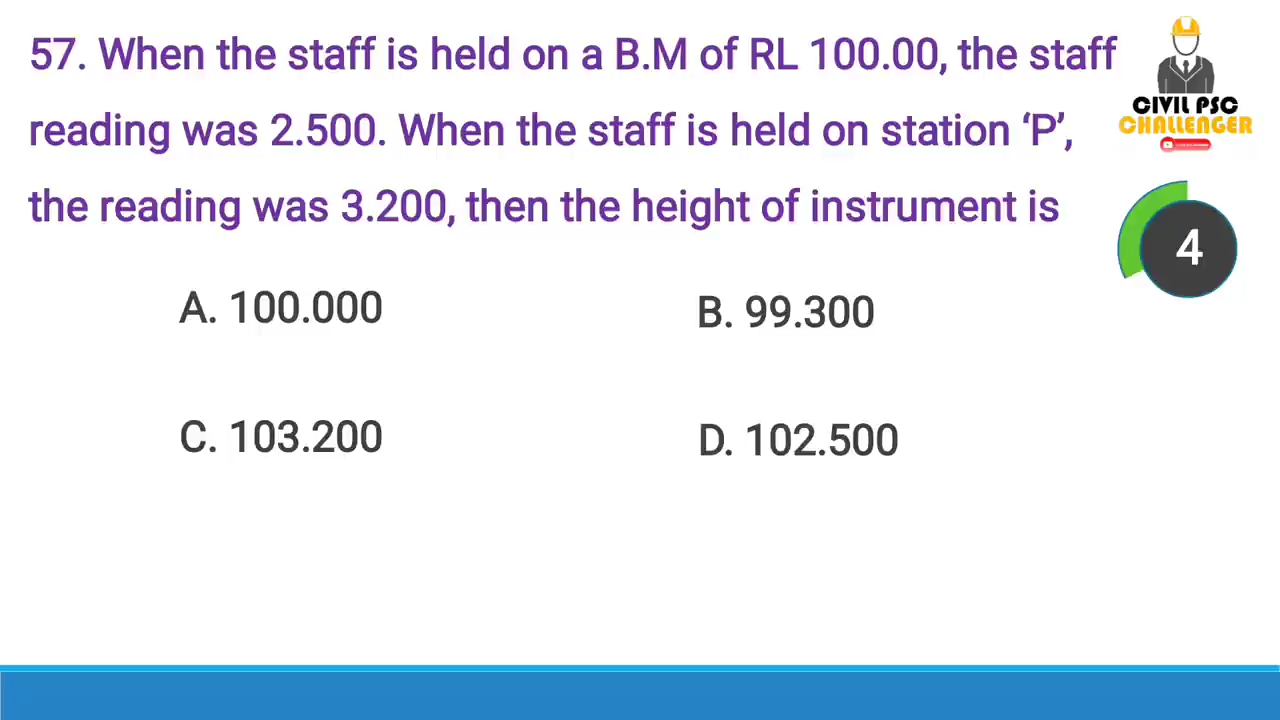 57. When the staff is held on a B.M of RL 100.00, the staff
reading was 2.500. When the staff is held on station ‘P’,
the reading was 3.200, then the height of instrument is
CIVIL PSC
CHALLENGER
4
A. 100.000
B. 99.300
C. 103.200
D. 102.500